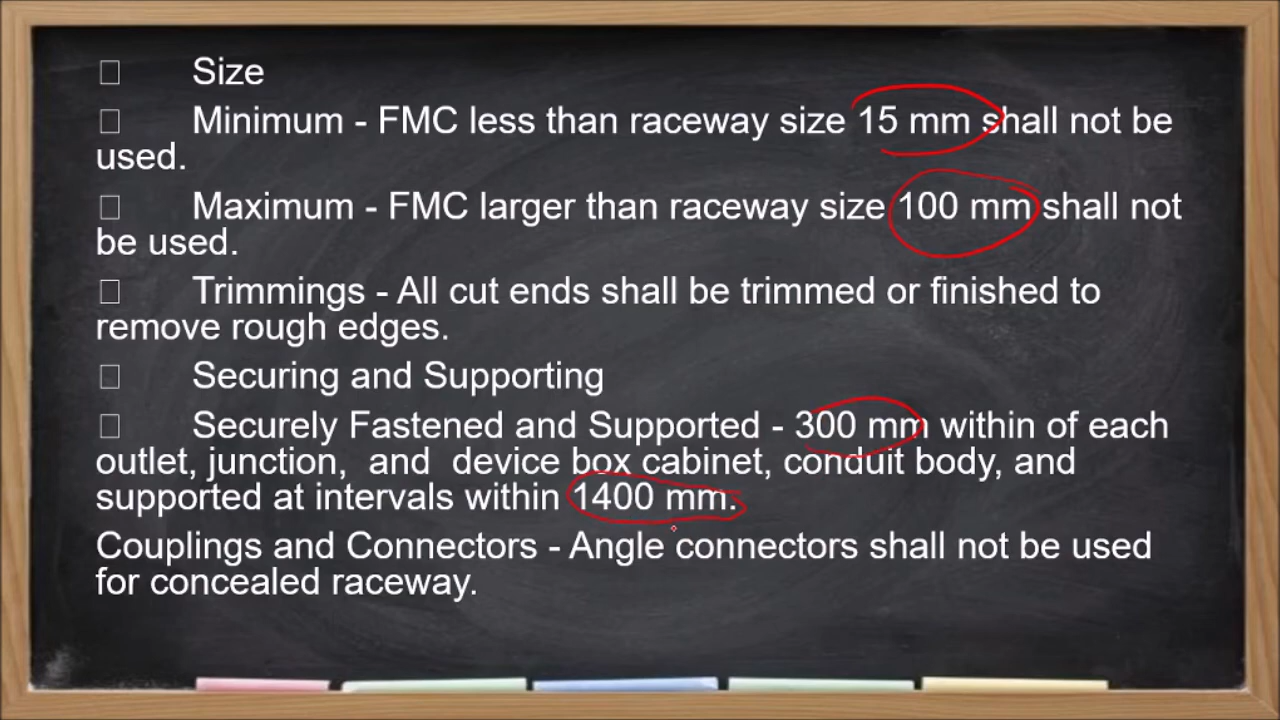 Size
Minimum - FMC less than raceway size 15 mm shall not be
used.
Maximum - FMC larger than raceway size 100 mm shall not
be used.
Trimmings - All cut ends shall be trimmed or finished to
remove rough edges.
Securing and Supporting
Securely Fastened and Supported - 300 mm within of each
outlet, junction,  and  device box cabinet, conduit body, and
supported at intervals within 1400 mm.
Couplings and Connectors - Angle connectors shall not be used
for concealed raceway.